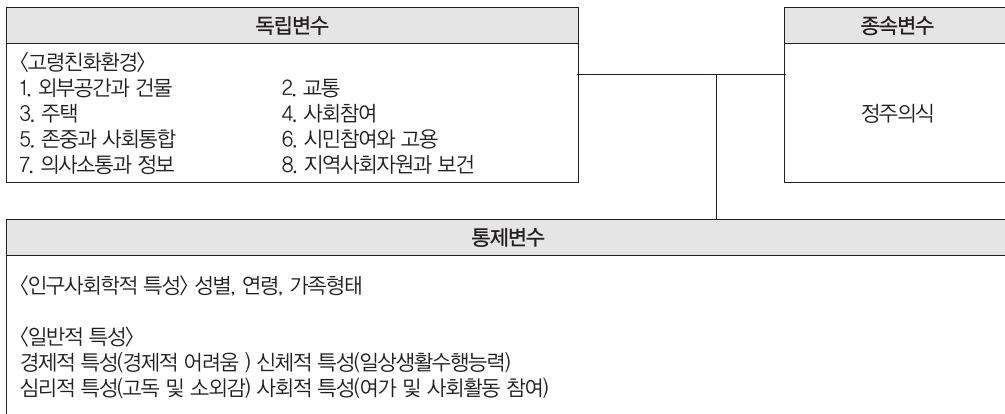 독립변수
〈고령친화환경〉
1. 외부공간과 건물 2. 교통
3. 주택 4. 사회참여
5. 존중과 사회통합 6. 시민참여와 고용
7. 의사소통과 정보 8. 지역사회자원과 보건
종속변수
정주의식
통제변수
〈인구사회학적 특성〉 성별, 연령, 가족형태
〈일반적 특성〉
경제적 특성(경제적 어려움 ) 신체적 특성(일상생활수행능력)
심리적 특성(고독 및 소외감) 사회적 특성(여가 및 사회활동 참여)